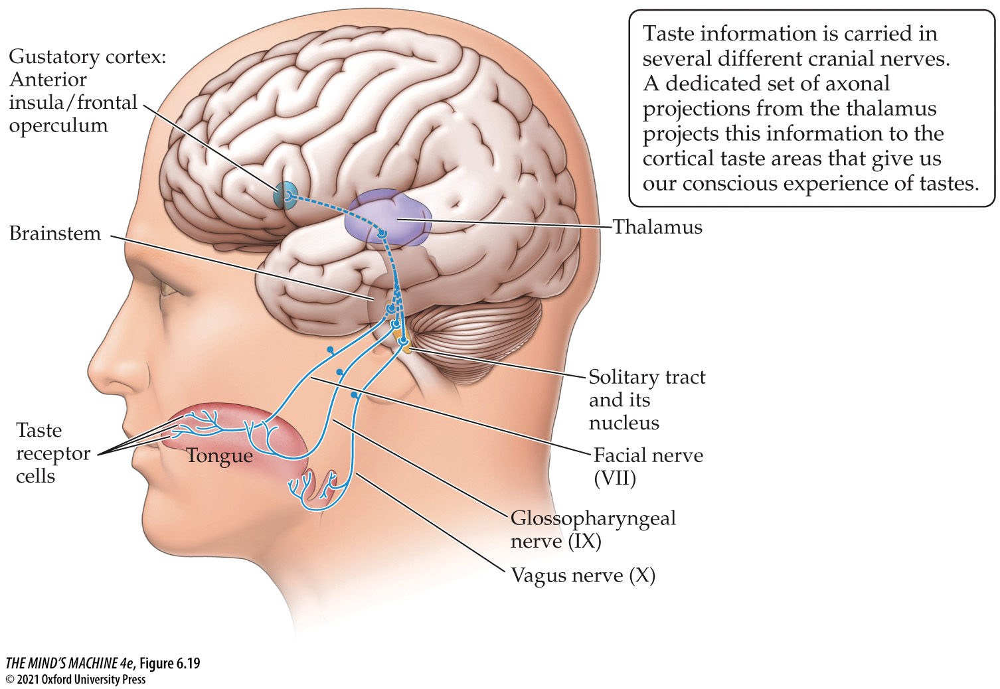 Gustatory cortex:
Anterior
insula/frontal
operculum
Taste information is carried in
several different cranial nerves.
A dedicated set of axonal
projections from the thalamus
projects this information to the
cortical taste areas that give us
our conscious experience of tastes.
Brainstem
Thalamus
Solitary tract
and its
nucleus
Taste
receptor
cells
Tongue
Facial nerve
(VII)
Glossopharyngeal
nerve (IX)
Vagus nerve (X)
THE MIND'S MACHINE 4e, Figure 6.19
© 2021 Oxford University Press